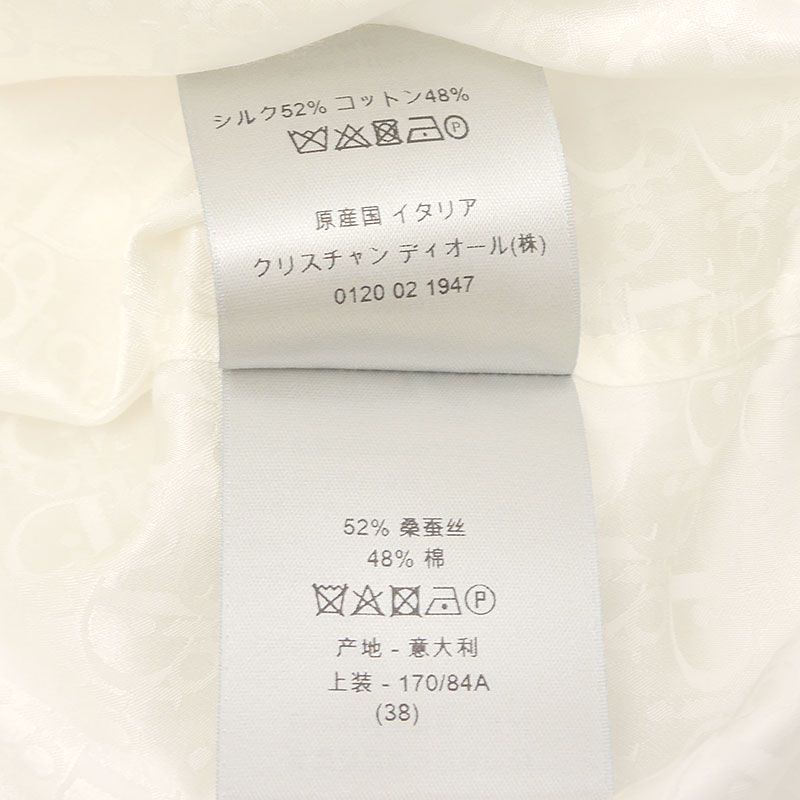 シルク52% コットン48%
原産国 イタリア
クリスチャン ディオール(株)
0120 02 1947
52% 桑蚕丝
48% 棉
产地 - 意大利
上装 - 170/84A
(38)